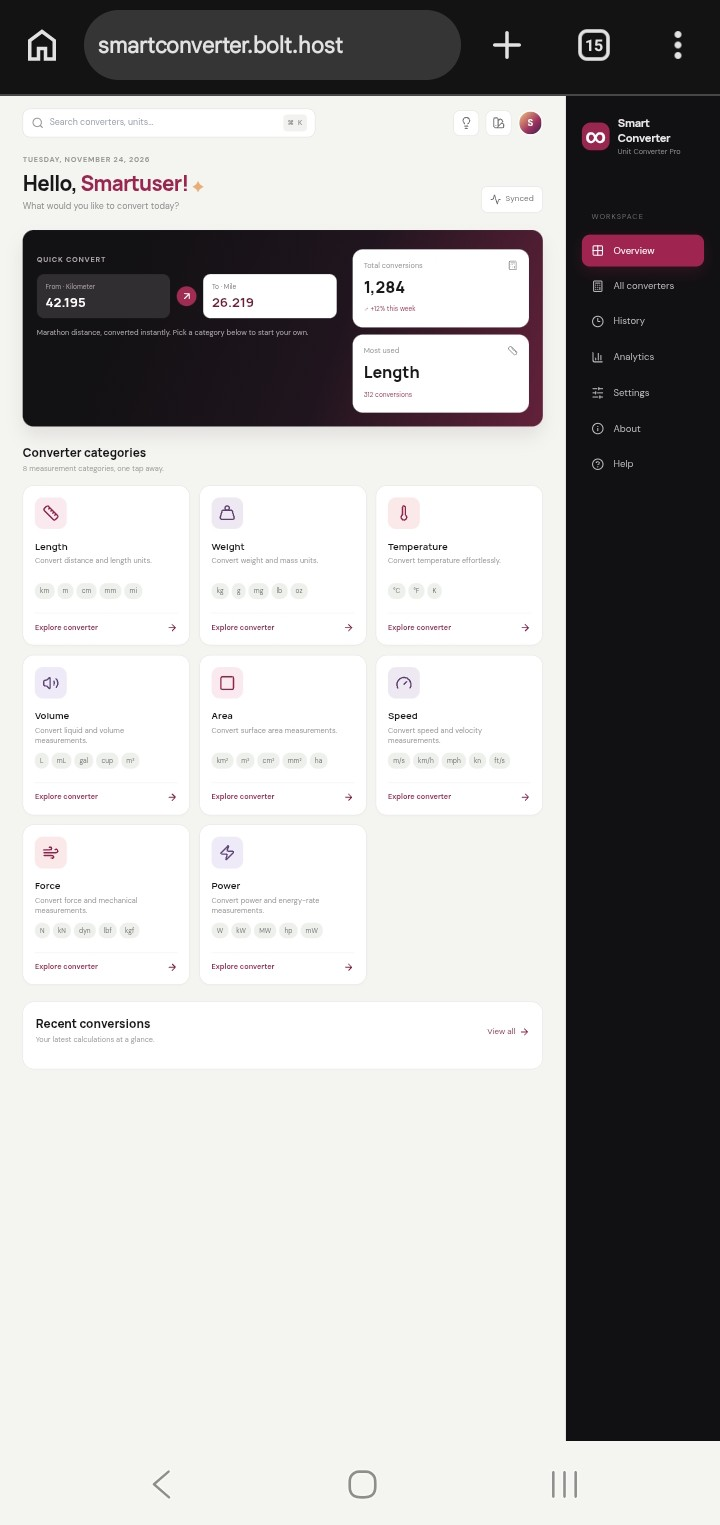 smartconverter.bolt.host
15
Search converters, units...
⌘ K
S
TUESDAY, NOVEMBER 24, 2026
Hello, Smartuser!
What would you like to convert today?
Synced
QUICK CONVERT
From · Kilometer
42.195
To · Mile
26.219
Marathon distance, converted instantly. Pick a category below to start your own.
Total conversions
1,284
+12% this week
Most used
Length
312 conversions
Converter categories
8 measurement categories, one tap away.
Length
Convert distance and length units.
km m cm mm mi
Explore converter
Weight
Convert weight and mass units.
kg g mg lb oz
Explore converter
Temperature
Convert temperature effortlessly.
°C °F K
Explore converter
Volume
Convert liquid and volume
measurements.
L mL gal cup m³
Explore converter
Area
Convert surface area measurements.
km² m² cm² mm² ha
Explore converter
Speed
Convert speed and velocity
measurements.
m/s km/h mph kn ft/s
Explore converter
Force
Convert force and mechanical
measurements.
N kN dyn lbf kgf
Explore converter
Power
Convert power and energy-rate
measurements.
W kW MW hp mW
Explore converter
Recent conversions
Your latest calculations at a glance.
View all
Smart
Converter
Unit Converter Pro
WORKSPACE
Overview
All converters
History
Analytics
Settings
About
Help